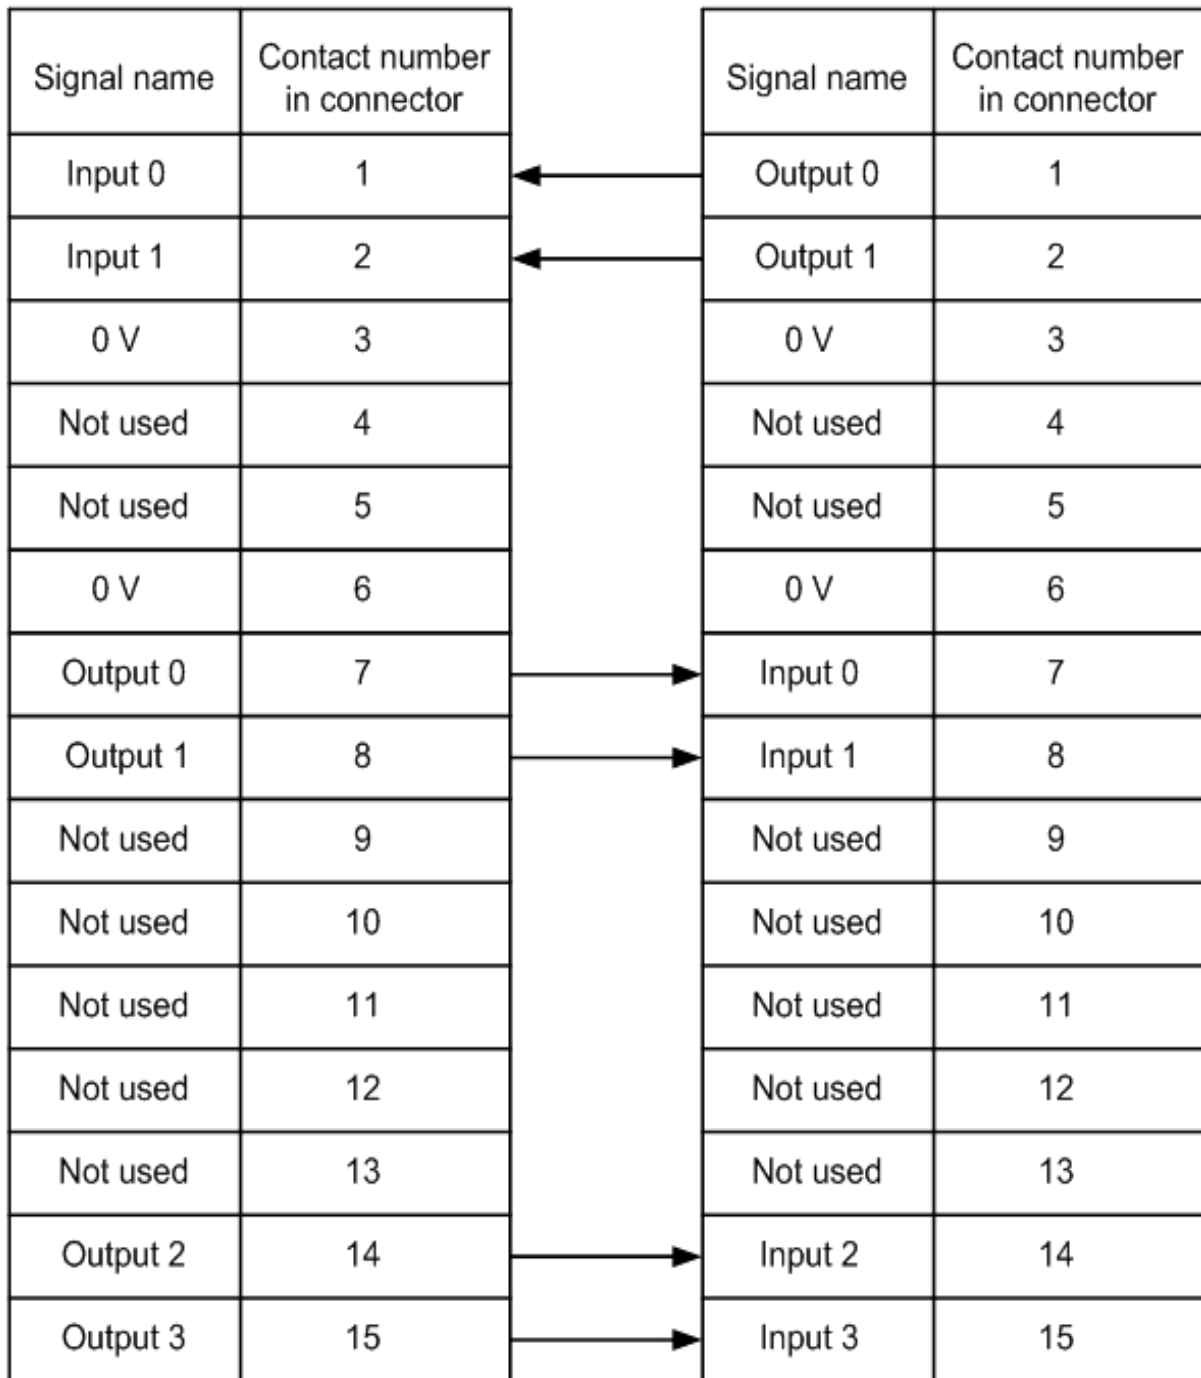 Signal name Contact number in connector Signal name Contact number in connector
Input 0 1 Output 0 1
Input 1 2 Output 1 2
0 V 3 0 V 3
Not used 4 Not used 4
Not used 5 Not used 5
0 V 6 0 V 6
Output 0 7 Input 0 7
Output 1 8 Input 1 8
Not used 9 Not used 9
Not used 10 Not used 10
Not used 11 Not used 11
Not used 12 Not used 12
Not used 13 Not used 13
Output 2 14 Input 2 14
Output 3 15 Input 3 15